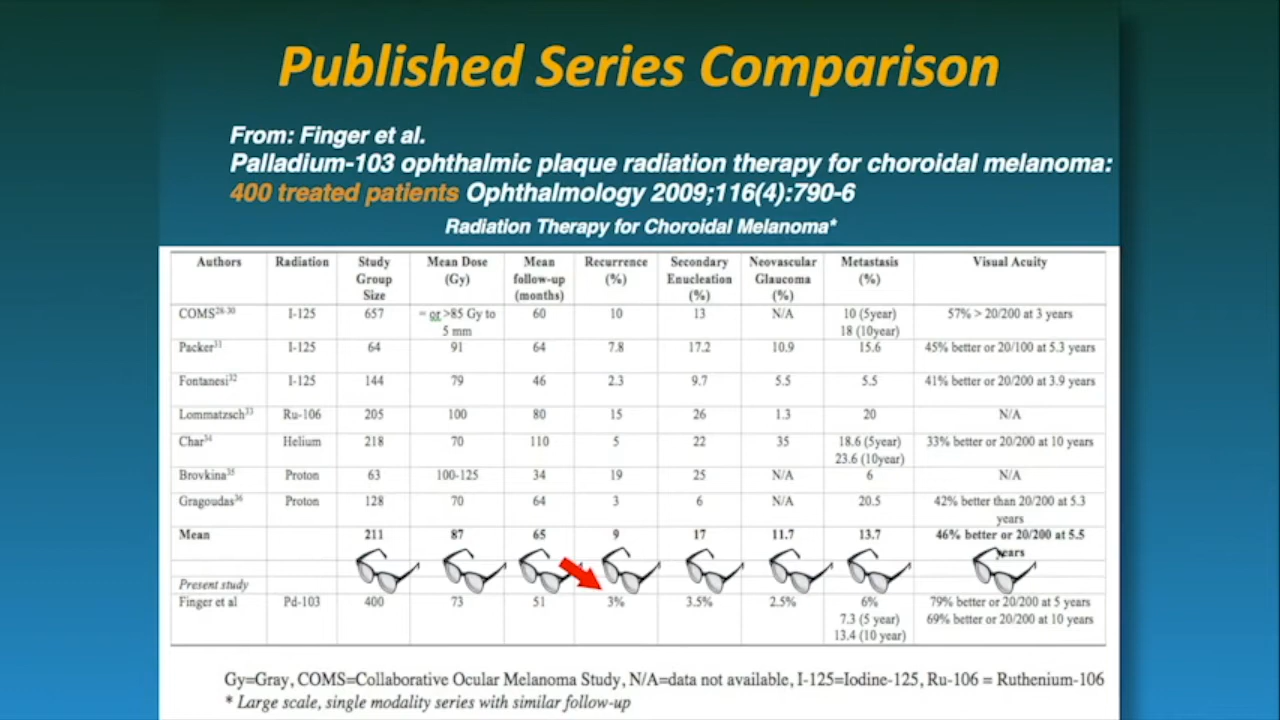 Published Series Comparison
From: Finger et al.
Palladium-103 ophthalmic plaque radiation therapy for choroidal melanoma:
400 treated patients Ophthalmology 2009;116(4):790-6
Radiation Therapy for Choroidal Melanoma*
Authors Radiation Study Group Size Mean Dose (Gy) Mean follow-up (months) Recurrence (%) Secondary Enucleation (%) Neovascular Glaucoma (%) Metastasis (%) Visual Acuity
COMS28-30 I-125 657 = or >85 Gy to 5 mm 60 10 13 N/A 10 (5year) 18 (10year) 57% > 20/200 at 3 years
Packer31 I-125 64 91 64 7.8 17.2 10.9 15.6 45% better or 20/100 at 5.3 years
Fontanesi32 I-125 144 79 46 2.3 9.7 5.5 5.5 41% better or 20/200 at 3.9 years
Lommatzsch33 Ru-106 205 100 80 15 26 1.3 20 N/A
Char34 Helium 218 70 110 5 22 35 18.6 (5year) 23.6 (10year) 33% better or 20/200 at 10 years
Brovkina35 Proton 63 100-125 34 19 25 N/A 6 N/A
Gragoudas36 Proton 128 70 64 3 6 N/A 20.5 42% better than 20/200 at 5.3 years
Mean 211 87 65 9 17 11.7 13.7 46% better or 20/200 at 5.5 years
Present study
Finger et al Pd-103 400 73 51 3% 3.5% 2.5% 6% 7.3 (5 year) 13.4 (10 year) 79% better or 20/200 at 5 years 69% better or 20/200 at 10 years
Gy=Gray, COMS=Collaborative Ocular Melanoma Study, N/A=data not available, I-125=Iodine-125, Ru-106 = Ruthenium-106
* Large scale, single modality series with similar follow-up